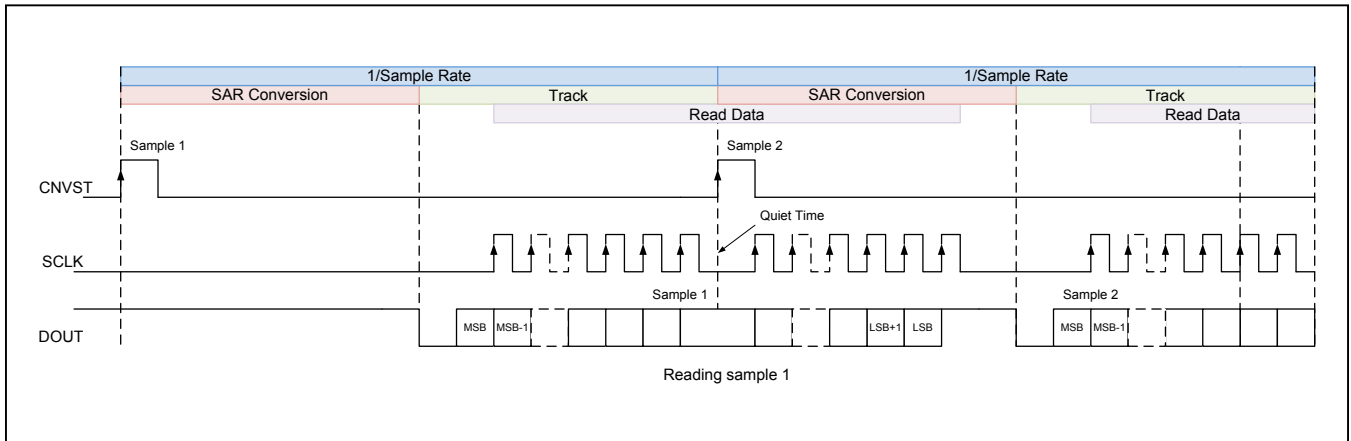 1/Sample Rate 1/Sample Rate
SAR Conversion Track SAR Conversion Track
Read Data Read Data
Sample 1 Sample 2
CNVST
Quiet Time
SCLK
Sample 1 Sample 2
MSB MSB-1 LSB+1 LSB MSB MSB-1
DOUT
Reading sample 1